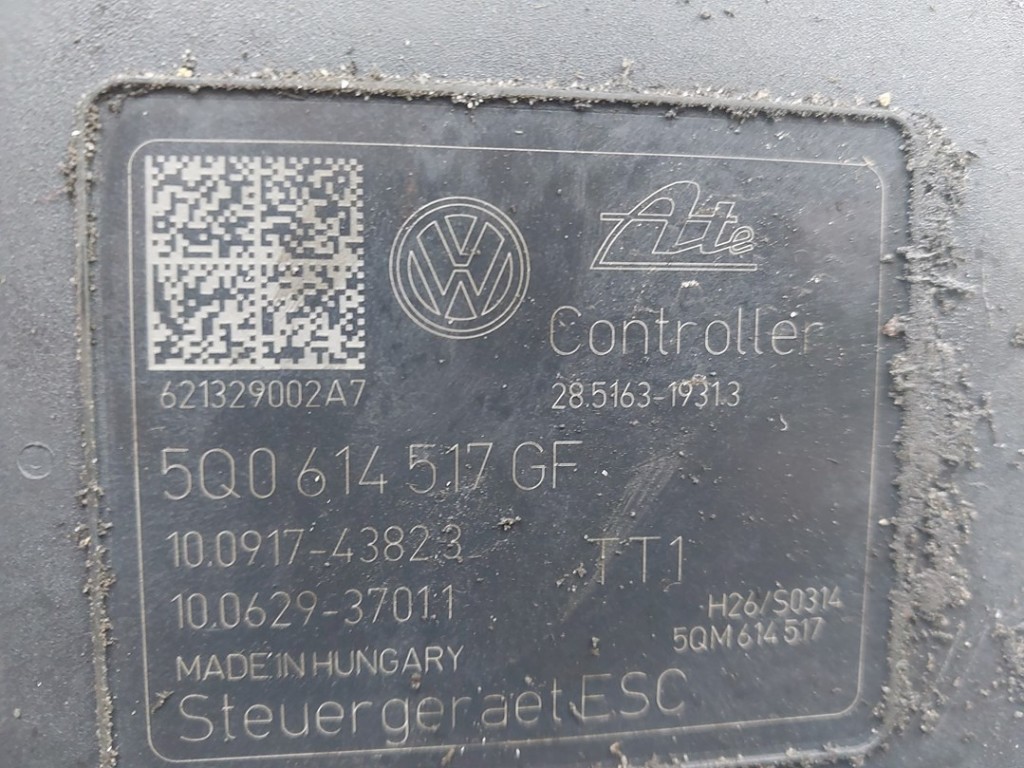 Ate
Controller
621329002A7
28.5163-1931.3
5Q0 614 517 GF
10.0917-4382.3
TT1
10.0629-3701.1
H26/S0314
5QM 614 517
MADE IN HUNGARY
Steuergeraet ESC